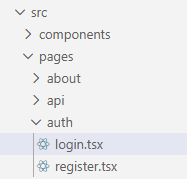 src
components
pages
about
api
auth
login.tsx
register.tsx